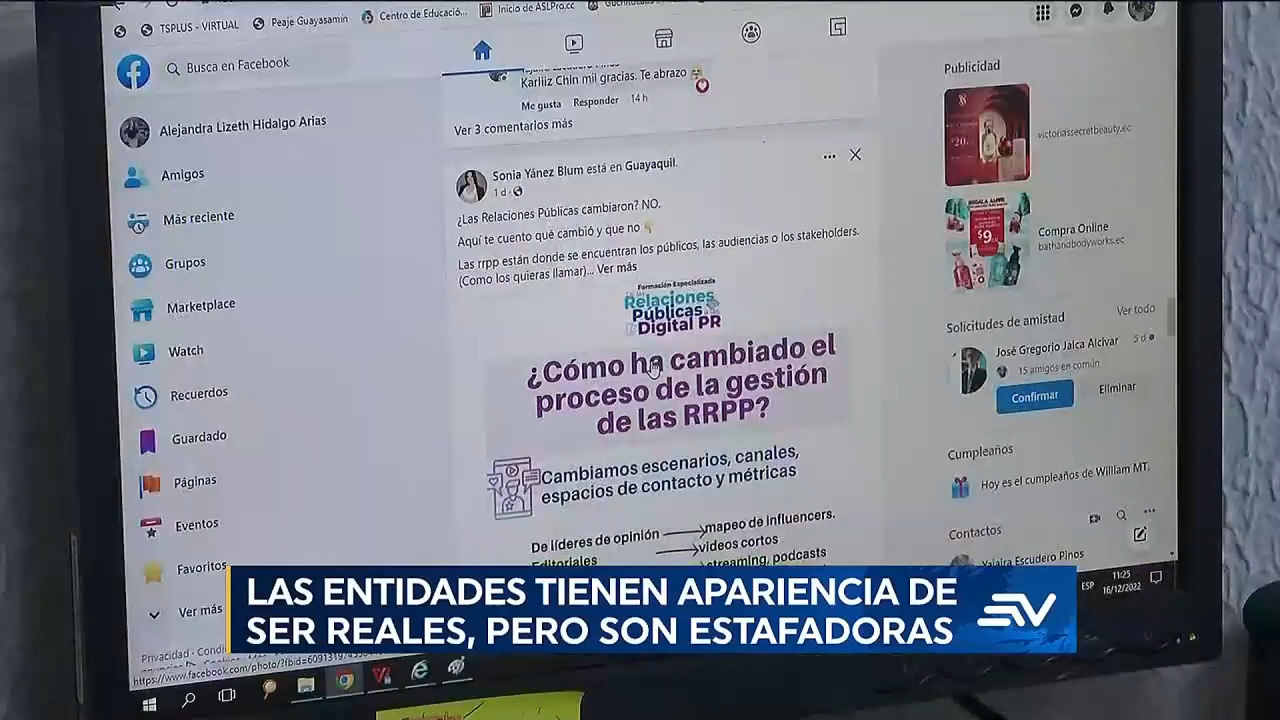 TSPLUS - VIRTUAL
Peaje Guayasamin
Centro de Educació...
Inicio de ASLPro.cc
Busca en Facebook
Alejandra Lizeth Hidalgo Arias
Amigos
Más reciente
Grupos
Marketplace
Watch
Recuerdos
Guardado
Páginas
Eventos
Favoritos
Ver más
Privacidad · Condi
https://www.facebook.com/photo/?fbid=
Karliiz Chin mil gracias. Te abrazo
Me gusta Responder 14 h
Ver 3 comentarios más
Sonia Yánez Blum está en Guayaquil.
1 d
¿Las Relaciones Públicas cambiaron? NO.
Aquí te cuento qué cambió y que no
Las rrpp están donde se encuentran los públicos, las audiencias o los stakeholders.
(Como los quieras llamar)... Ver más
Formación Especializada
Relaciones
Públicas
Digital PR
¿Cómo ha cambiado el
proceso de la gestión
de las RRPP?
Cambiamos escenarios, canales,
espacios de contacto y métricas
De líderes de opinión mapeo de influencers.
Editoriales videos cortos
streaming, podcasts
Publicidad
$20.
victoriassecretbeauty.ec
$9
Compra Online
bathandbodyworks.ec
Solicitudes de amistad Ver todo
José Gregorio Jalca Alcivar 5 d
15 amigos en común
Confirmar Eliminar
Cumpleaños
Hoy es el cumpleaños de William MT.
Contactos
Yajaira Escudero Pinos
ESP 11:25
16/12/2022
LAS ENTIDADES TIENEN APARIENCIA DE
SER REALES, PERO SON ESTAFADORAS